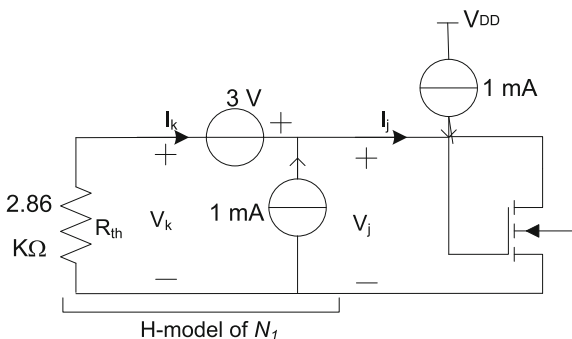 VDD
3 V
1 mA
Ik
Ij
2.86
KΩ
Rth
Vk
1 mA
Vj
H-model of N1